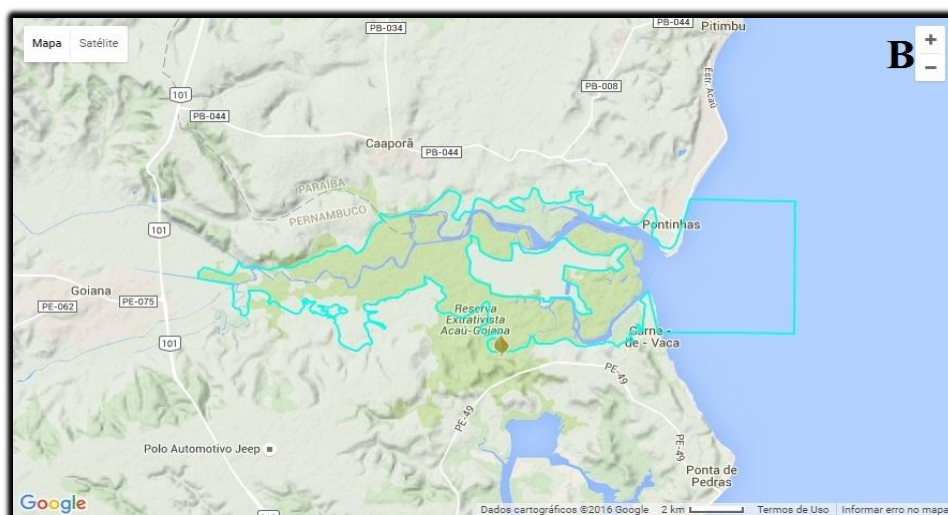 Mapa Satélite
PB-034
PB-044
Pitimbu
B
+
−
101
PB-044
PB-008
Estr. Acaú
Caaporã
PB-044
PARAÍBA
PERNAMBUCO
101
Pontinhas
Goiana
PE-062
PE-075
Reserva
Extrativista
Acaú-Goiana
101
Carne -
de - Vaca
PE-49
PE-49
PE-49
Polo Automotivo Jeep
Ponta de
Pedras
Google
Dados cartográficos ©2016 Google 2 km Termos de Uso Informar erro no mapa